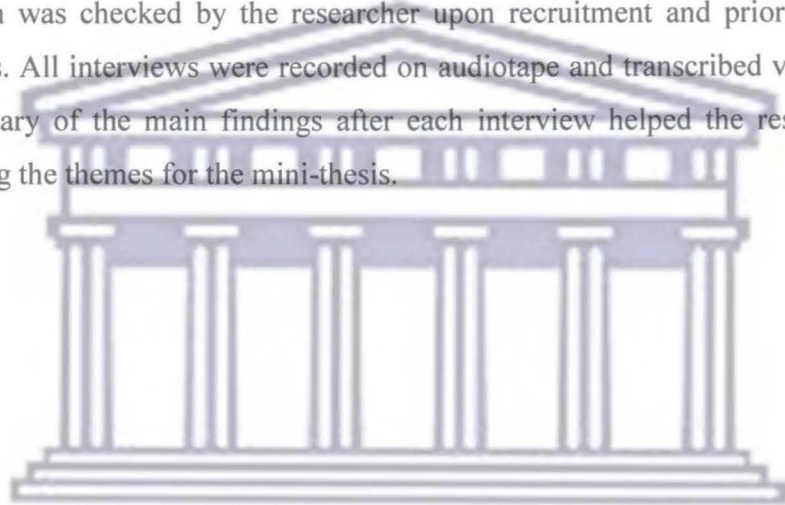 was checked by the researcher upon recruitment and prior
All interviews were recorded on audiotape and transcribed
of the main findings after each interview helped the
the themes for the mini-thesis.